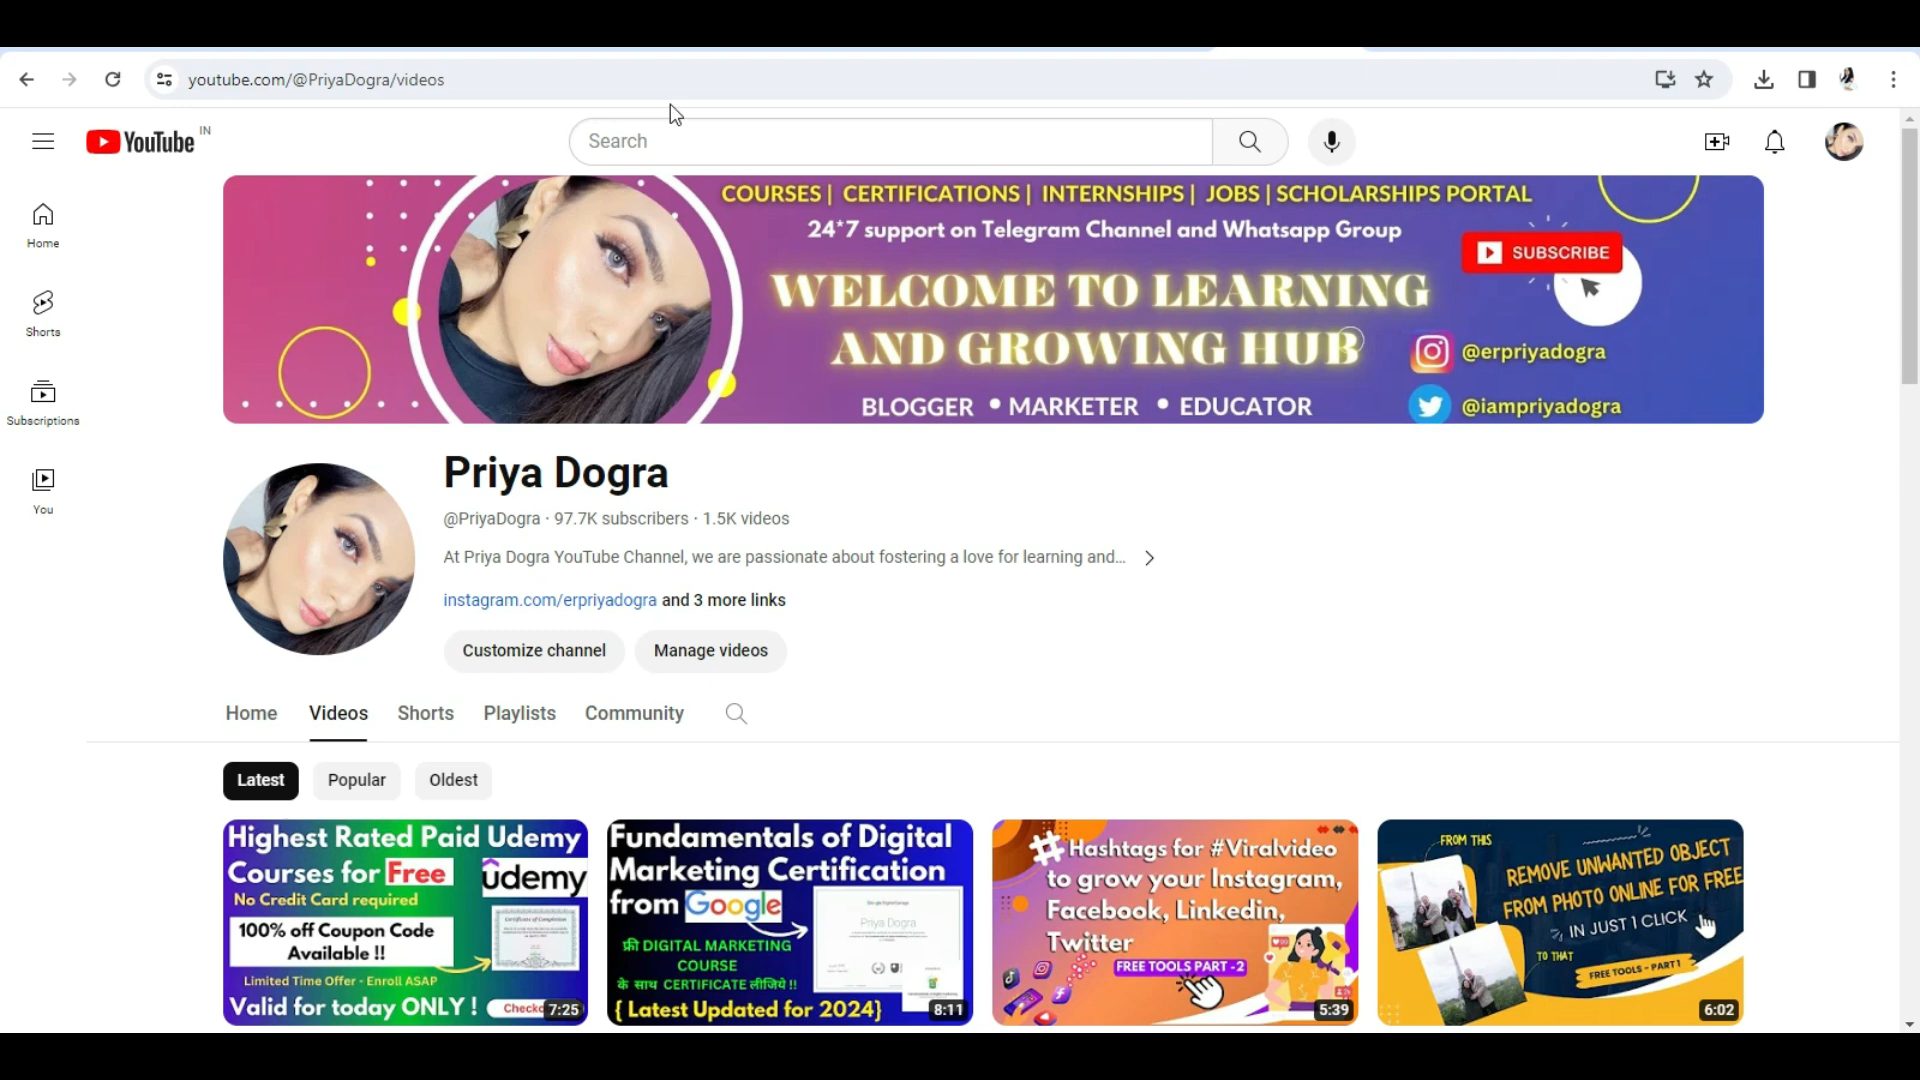 youtube.com/@PriyaDogra/videos
YouTube IN
Search
Home
Shorts
Subscriptions
You
COURSES | CERTIFICATIONS | INTERNSHIPS | JOBS | SCHOLARSHIPS PORTAL
24*7 support on Telegram Channel and Whatsapp Group
SUBSCRIBE
WELCOME TO LEARNING
AND GROWING HUB
@erpriyadogra
BLOGGER • MARKETER • EDUCATOR
@iampriyadogra
Priya Dogra
@PriyaDogra · 97.7K subscribers · 1.5K videos
At Priya Dogra YouTube Channel, we are passionate about fostering a love for learning and...
instagram.com/erpriyadogra and 3 more links
Customize channel
Manage videos
Home Videos Shorts Playlists Community
Latest Popular Oldest
Highest Rated Paid Udemy
Courses for Free
ûdemy
No Credit Card required
100% off Coupon Code
Available !!
Certificate of Completion
Limited Time Offer - Enroll ASAP
Valid for today ONLY !
Checko
7:25
Fundamentals of Digital
Marketing Certification
from Google
Priya Dogra
फ्री DIGITAL MARKETING
COURSE
के साथ CERTIFICATE लीजिये !!
{ Latest Updated for 2024}
8:11
# Hashtags for #Viralvideo
to grow your Instagram,
Facebook, Linkedin,
Twitter
FREE TOOLS PART -2
5:39
FROM THIS
REMOVE UNWANTED OBJECT
FROM PHOTO ONLINE FOR FREE
IN JUST 1 CLICK
TO THAT
FREE TOOLS - PART 1
6:02